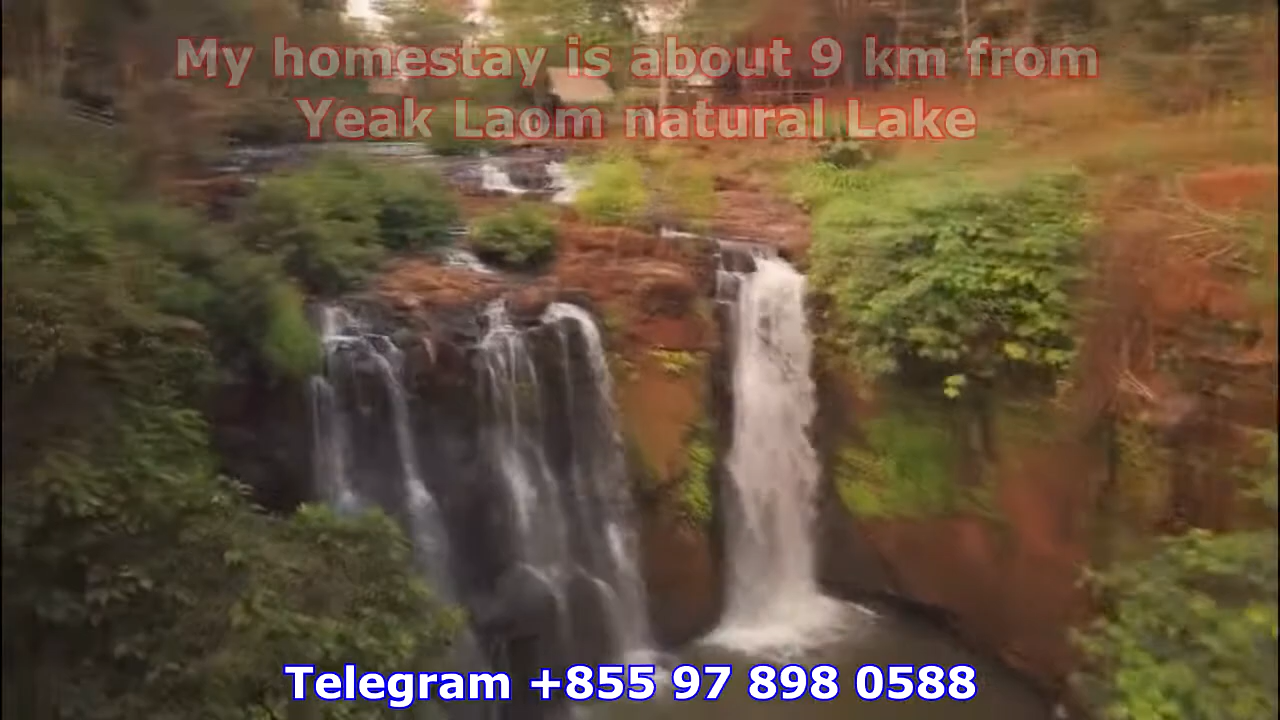 My homestay is about 9 km from
Yeak Laom natural Lake
Telegram +855 97 898 0588